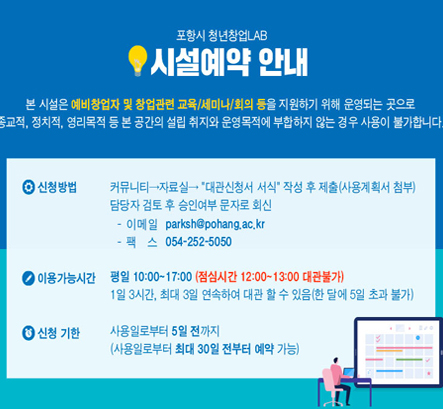 포항시 청년창업LAB
시설예약 안내
본 시설은 예비창업자 및 창업관련 교육/세미나/회의 등을 지원하기 위해 운영되는 곳으로
종교적, 정치적, 영리목적 등 본 공간의 설립 취지와 운영목적에 부합하지 않는 경우 사용이 불가합니다.
신청방법 커뮤니티→자료실→ "대관신청서 서식" 작성 후 제출(사용계획서 첨부)
담당자 검토 후 승인여부 문자로 회신
- 이메일 parksh@pohang.ac.kr
- 팩 스 054-252-5050
이용가능시간 평일 10:00~17:00 (점심시간 12:00~13:00 대관불가)
1일 3시간, 최대 3일 연속하여 대관 할 수 있음(한 달에 5일 초과 불가)
신청 기한 사용일로부터 5일 전까지
(사용일로부터 최대 30일 전부터 예약 가능)